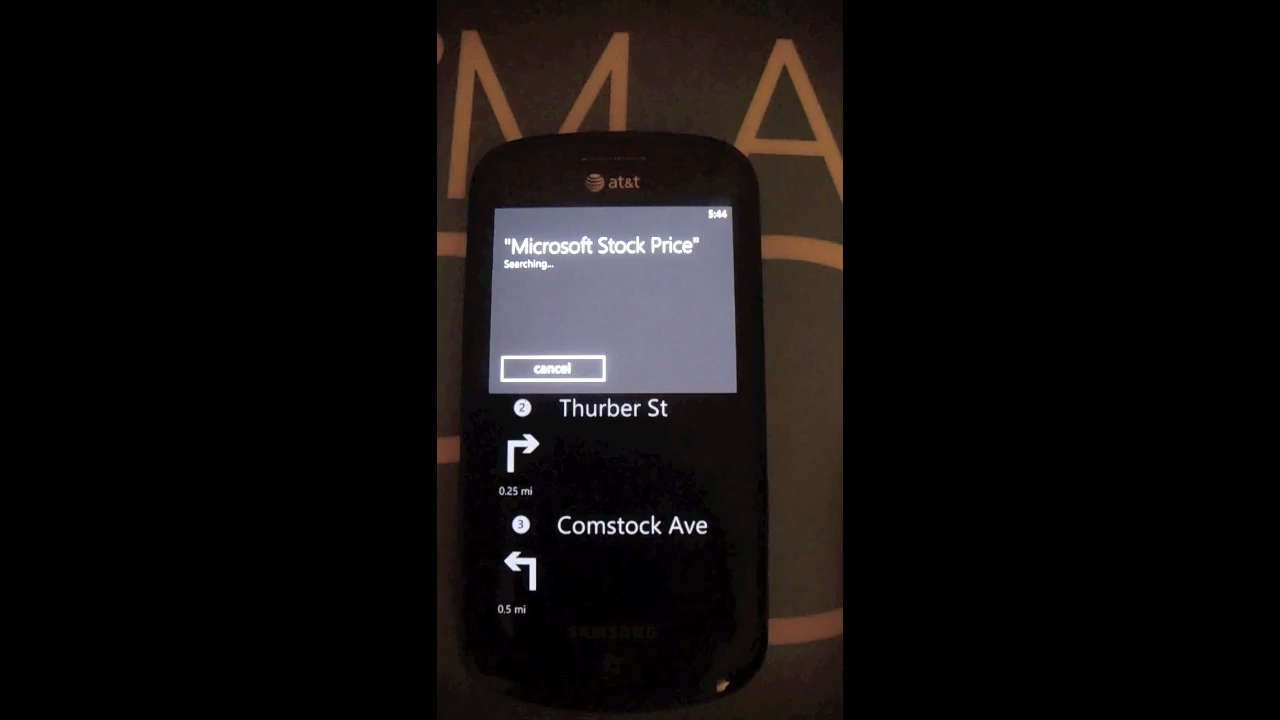 'M A
at&t
5:44
"Microsoft Stock Price"
Searching...
cancel
2 Thurber St
0.25 mi
3 Comstock Ave
0.5 mi
SAMSUNG